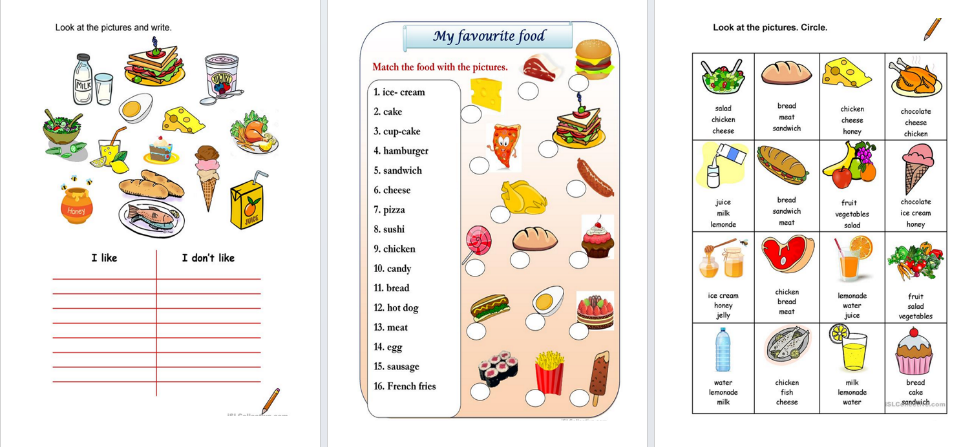 Look at the pictures and write.
MILK
Honey
JUICE
I like
I don't like
My favourite food
Match the food with the pictures.
1. ice- cream
2. cake
3. cup-cake
4. hamburger
5. sandwich
6. cheese
7. pizza
8. sushi
9. chicken
10. candy
11. bread
12. hot dog
13. meat
14. egg
15. sausage
16. French fries
Look at the pictures. Circle.
salad
chicken
cheese
bread
meat
sandwich
chicken
cheese
honey
chocolate
cheese
chicken
juice
milk
lemonde
bread
sandwich
meat
fruit
vegetables
salad
chocolate
ice cream
honey
ice cream
honey
jelly
chicken
bread
meat
lemonade
water
juice
fruit
salad
vegetables
water
lemonade
milk
chicken
fish
cheese
milk
lemonade
water
bread
cake
sandwich